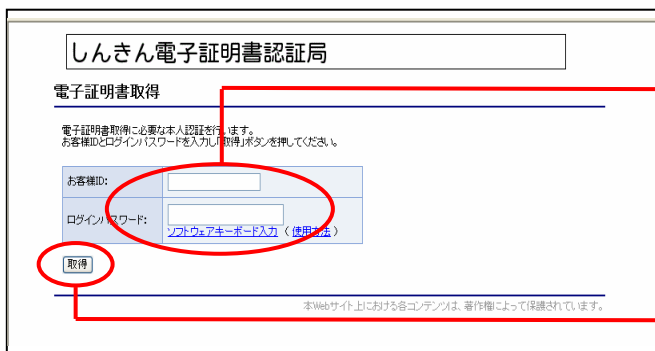 しんきん電子証明書認証局
電子証明書取得
電子証明書取得に必要な本人認証を行います。
お客様IDとログインパスワードを入力し「取得」ボタンを押してください。
お客様ID:
ログインパスワード:
ソフトウェアキーボード入力 ( 使用方法 )
取得
本Webサイト上における各コンテンツは、著作権によって保護されています。